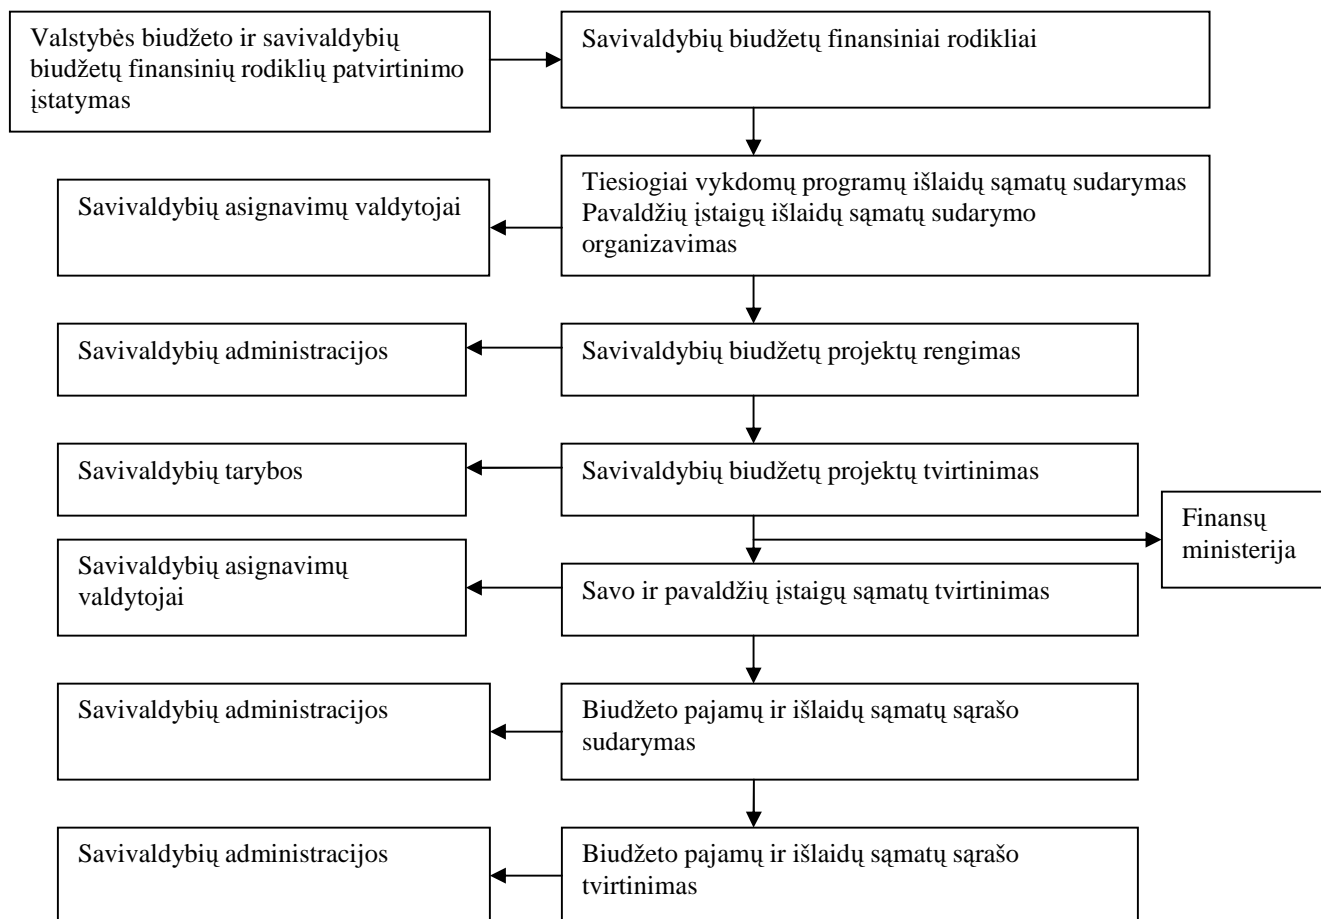 Valstybės biudžeto ir savivaldybių
biudžetų finansinių rodiklių patvirtinimo
įstatymas
Savivaldybių biudžetų finansiniai rodikliai
Savivaldybių asignavimų valdytojai
Tiesiogiai vykdomų programų išlaidų sąmatų sudarymas
Pavaldžių įstaigų išlaidų sąmatų sudarymo
organizavimas
Savivaldybių administracijos
Savivaldybių biudžetų projektų rengimas
Savivaldybių tarybos
Savivaldybių biudžetų projektų tvirtinimas
Finansų
ministerija
Savivaldybių asignavimų
valdytojai
Savo ir pavaldžių įstaigų sąmatų tvirtinimas
Savivaldybių administracijos
Biudžeto pajamų ir išlaidų sąmatų sąrašo
sudarymas
Savivaldybių administracijos
Biudžeto pajamų ir išlaidų sąmatų sąrašo
tvirtinimas